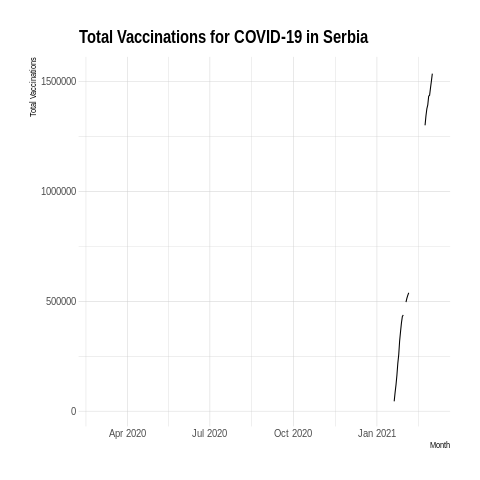 Total Vaccinations for COVID-19 in Serbia
Total Vaccinations
1500000
1000000
500000
0
Apr 2020 Jul 2020 Oct 2020 Jan 2021
Month